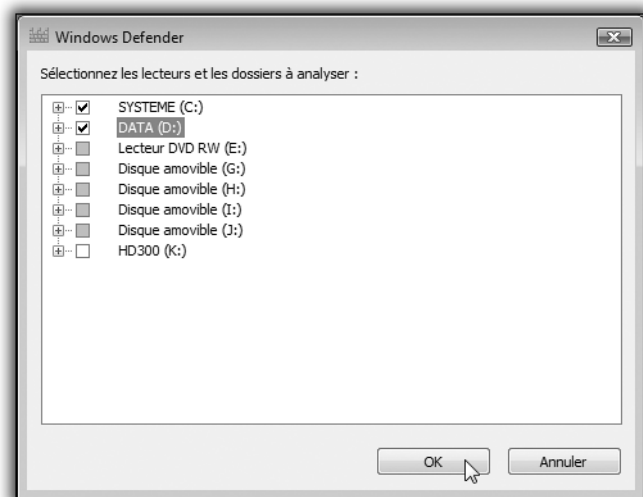 Windows Defender
Sélectionnez les lecteurs et les dossiers à analyser :
SYSTEME (C:)
DATA (D:)
Lecteur DVD RW (E:)
Disque amovible (G:)
Disque amovible (H:)
Disque amovible (I:)
Disque amovible (J:)
HD300 (K:)
OK
Annuler